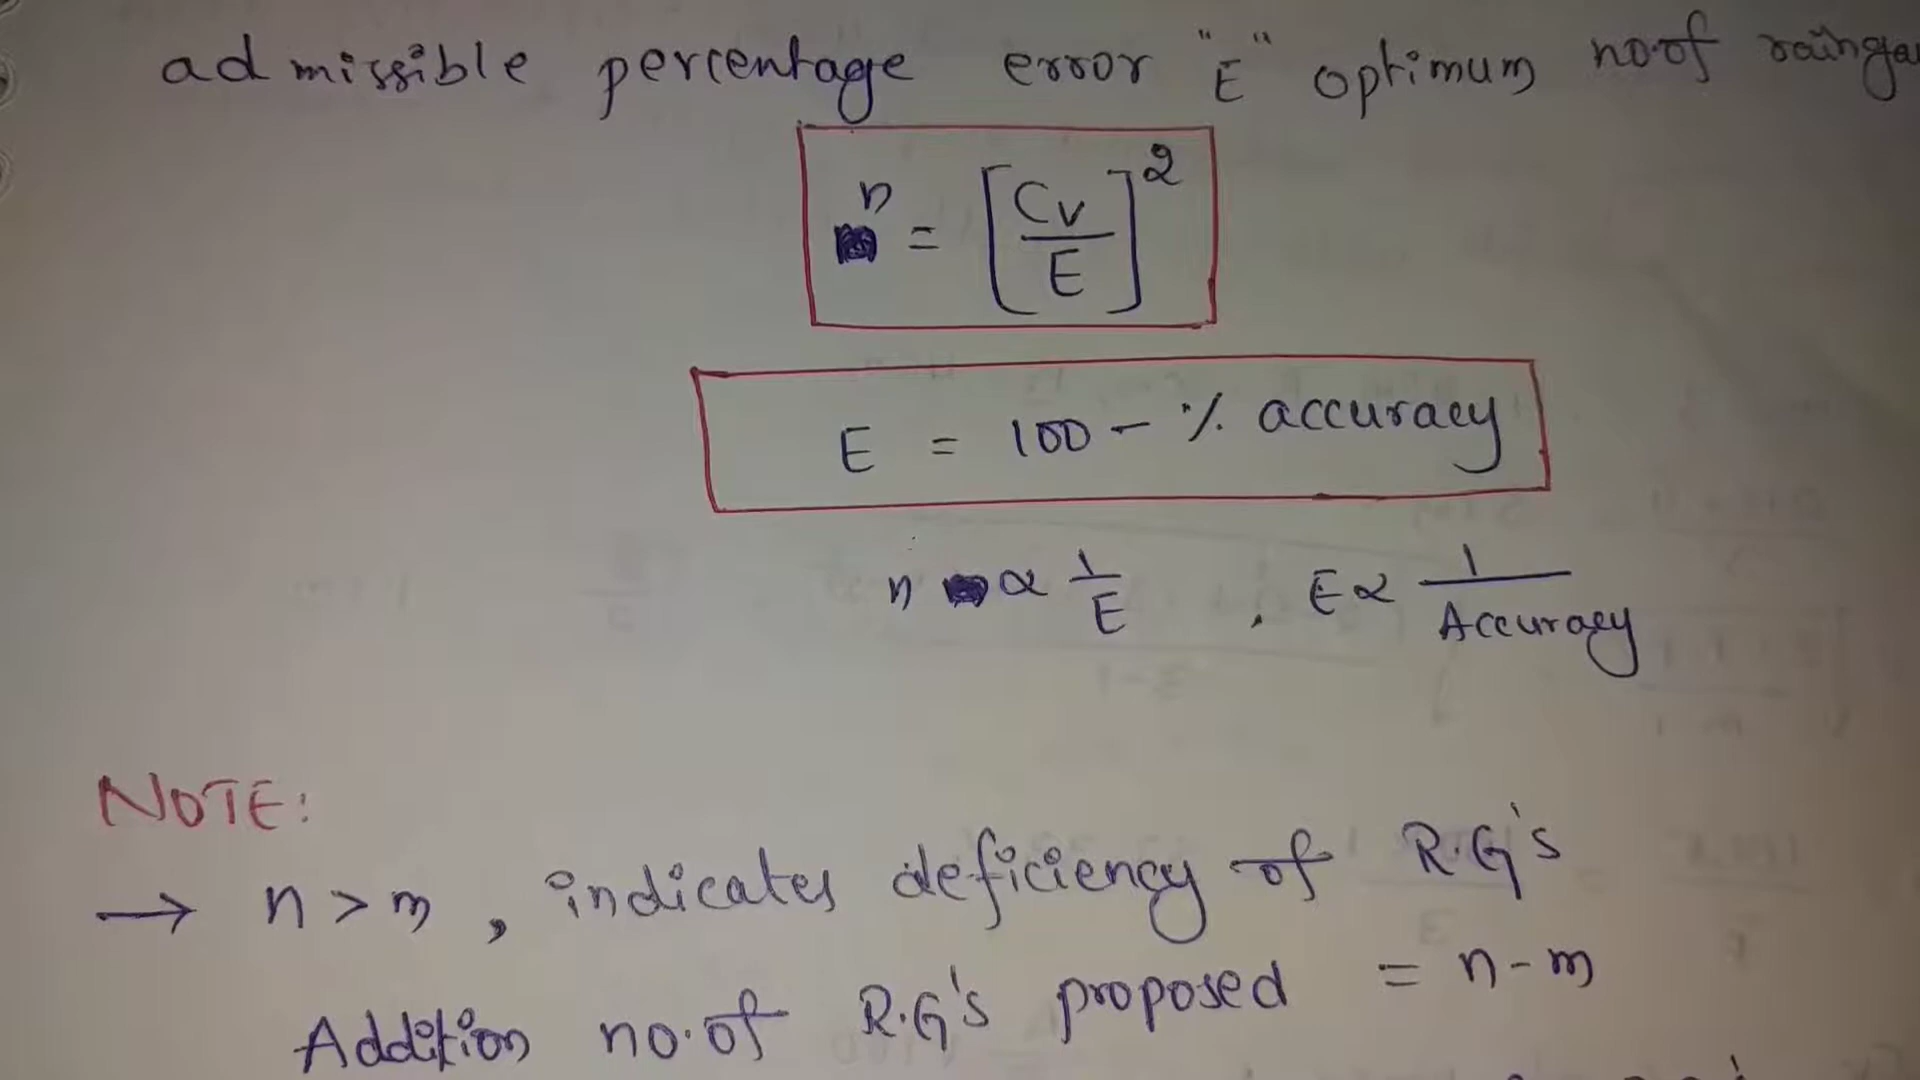 admissible percentage error "E" optimum no.of rainga
n = [Cv/E]²
E = 100 - % accuracy
n ∝ 1/E , E ∝ 1/Accuracy
NOTE:
→ n > m , indicates deficiency of R.G's
Addition no.of R.G's proposed = n - m